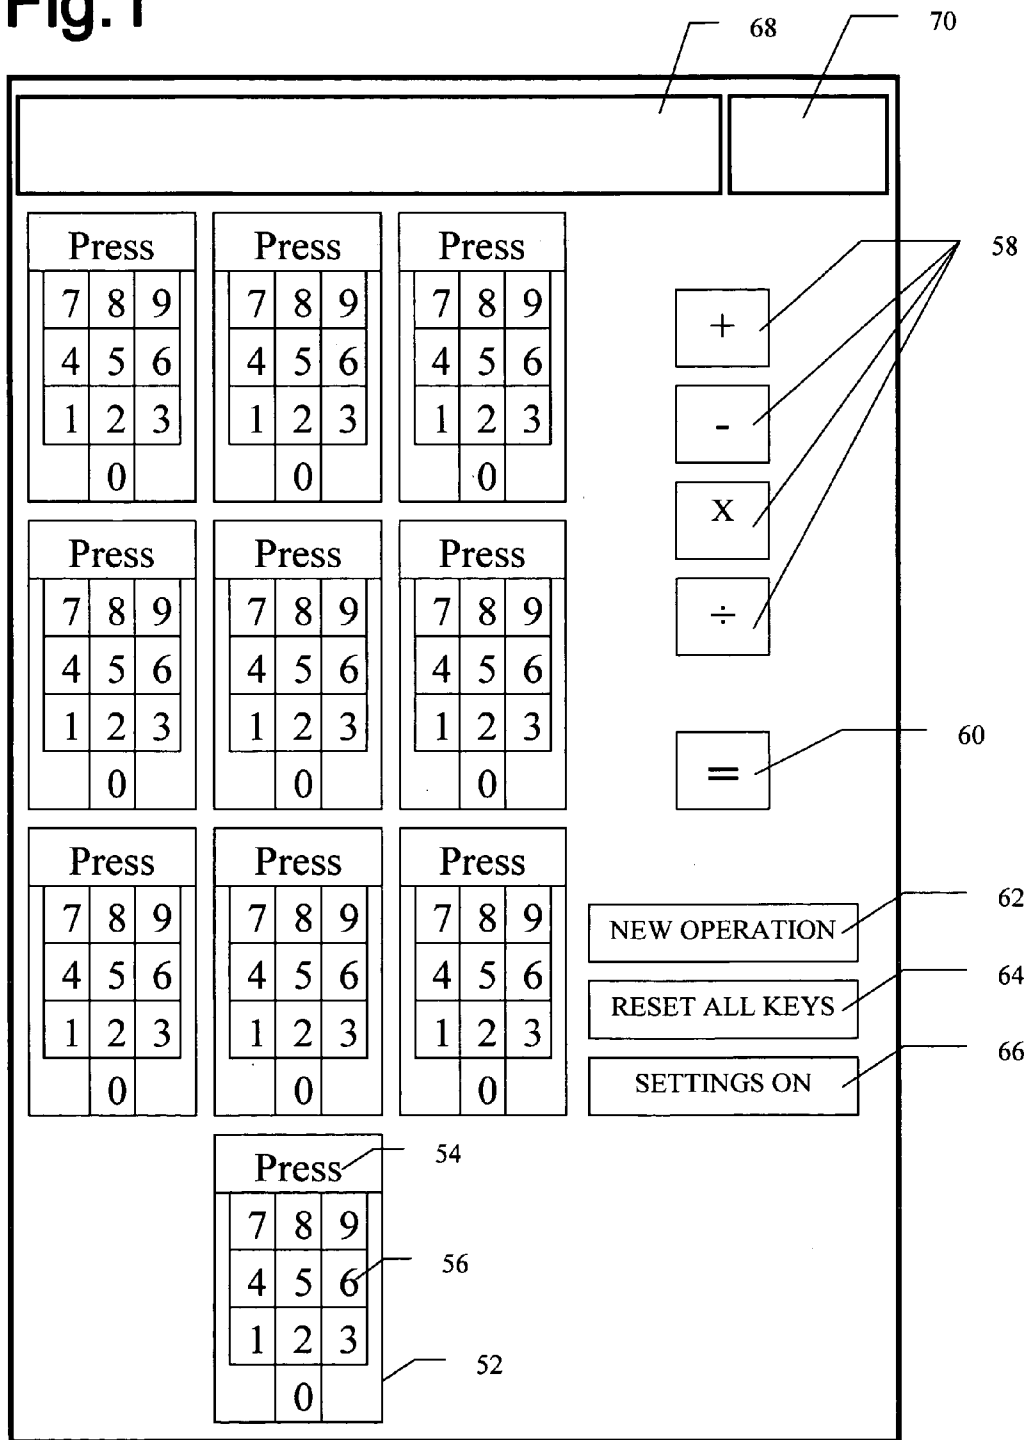 Fig.1
68
70
Press Press Press
58
7 8 9 7 8 9 7 8 9
+
4 5 6 4 5 6 4 5 6
1 2 3 1 2 3 1 2 3
-
0 0 0
X
Press Press Press
7 8 9 7 8 9 7 8 9
÷
4 5 6 4 5 6 4 5 6
1 2 3 1 2 3 1 2 3
= 60
0 0 0
Press Press Press
7 8 9 7 8 9 7 8 9
NEW OPERATION 62
4 5 6 4 5 6 4 5 6
RESET ALL KEYS 64
1 2 3 1 2 3 1 2 3
SETTINGS ON 66
0 0 0
Press 54
7 8 9
4 5 6 56
1 2 3
52
0